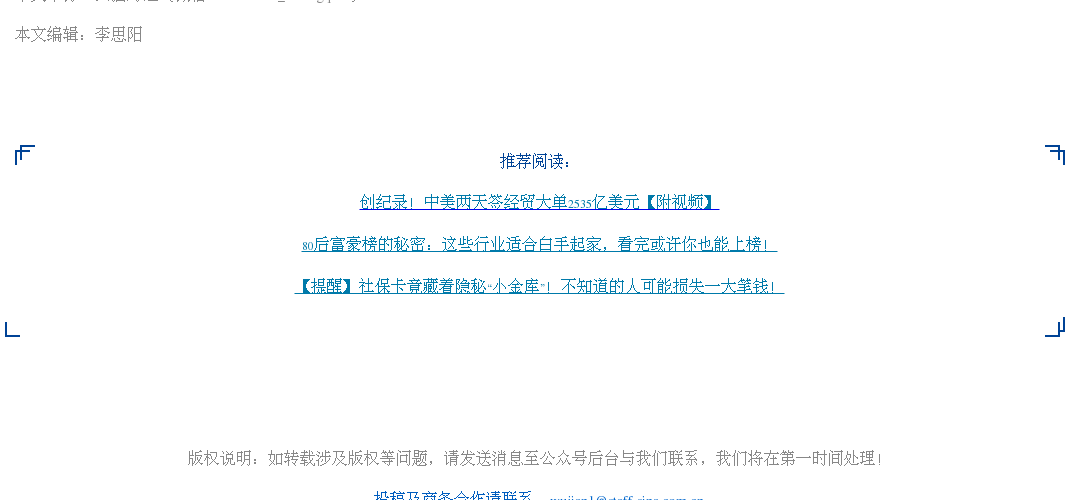 本文编辑：李思阳
推荐阅读：
创纪录！中美两天签经贸大单2535亿美元【附视频】
80后富豪榜的秘密：这些行业适合白手起家，看完或许你也能上榜！
【提醒】社保卡竟藏着隐秘“小金库”！不知道的人可能损失一大笔钱！
版权说明：如转载涉及版权等问题，请发送消息至公众号后台与我们联系，我们将在第一时间处理！
投稿及商务合作请联系